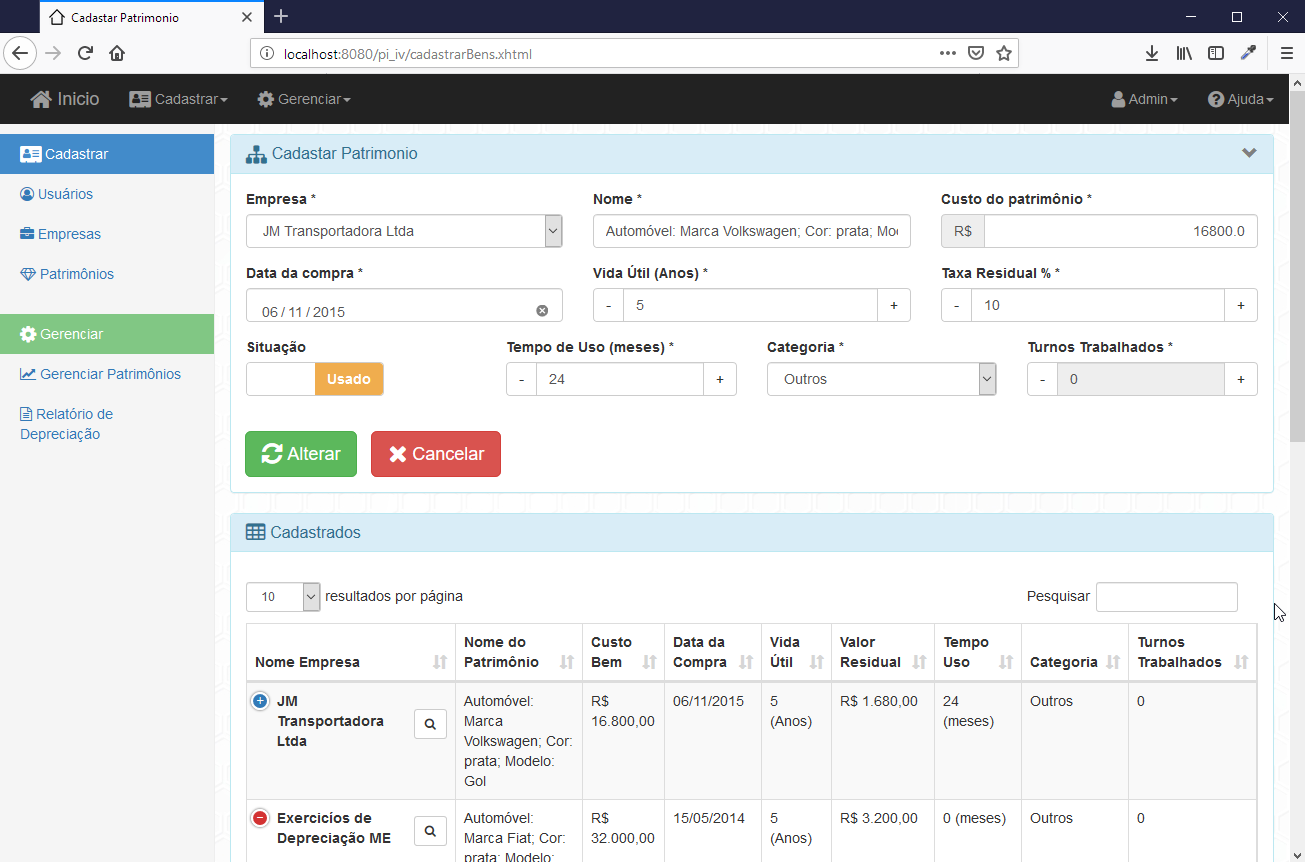 Cadastar Patrimonio
localhost:8080/pi_iv/cadastrarBens.xhtml
Inicio Cadastrar Gerenciar Admin Ajuda
Cadastrar
Usuários
Empresas
Patrimônios
Gerenciar
Gerenciar Patrimônios
Relatório de
Depreciação
Cadastar Patrimonio
Empresa * Nome * Custo do patrimônio *
JM Transportadora Ltda Automóvel: Marca Volkswagen; Cor: prata; Mo R$ 16800.0
Data da compra * Vida Útil (Anos) * Taxa Residual % *
06 / 11 / 2015 - 5 + - 10 +
Situação Tempo de Uso (meses) * Categoria * Turnos Trabalhados *
Usado - 24 + Outros - 0 +
Alterar Cancelar
Cadastrados
10 resultados por página Pesquisar
Nome Empresa Nome do Patrimônio Custo Bem Data da Compra Vida Útil Valor Residual Tempo Uso Categoria Turnos Trabalhados
JM Automóvel: R$ 06/11/2015 5 R$ 1.680,00 24 Outros 0
Transportadora Marca 16.800,00 (Anos) (meses)
Ltda Volkswagen; Cor:
prata; Modelo:
Gol
Exercicíos de Automóvel: R$ 15/05/2014 5 R$ 3.200,00 0 (meses) Outros 0
Depreciação ME Marca Fiat; Cor: 32.000,00 (Anos)
prata; Modelo: